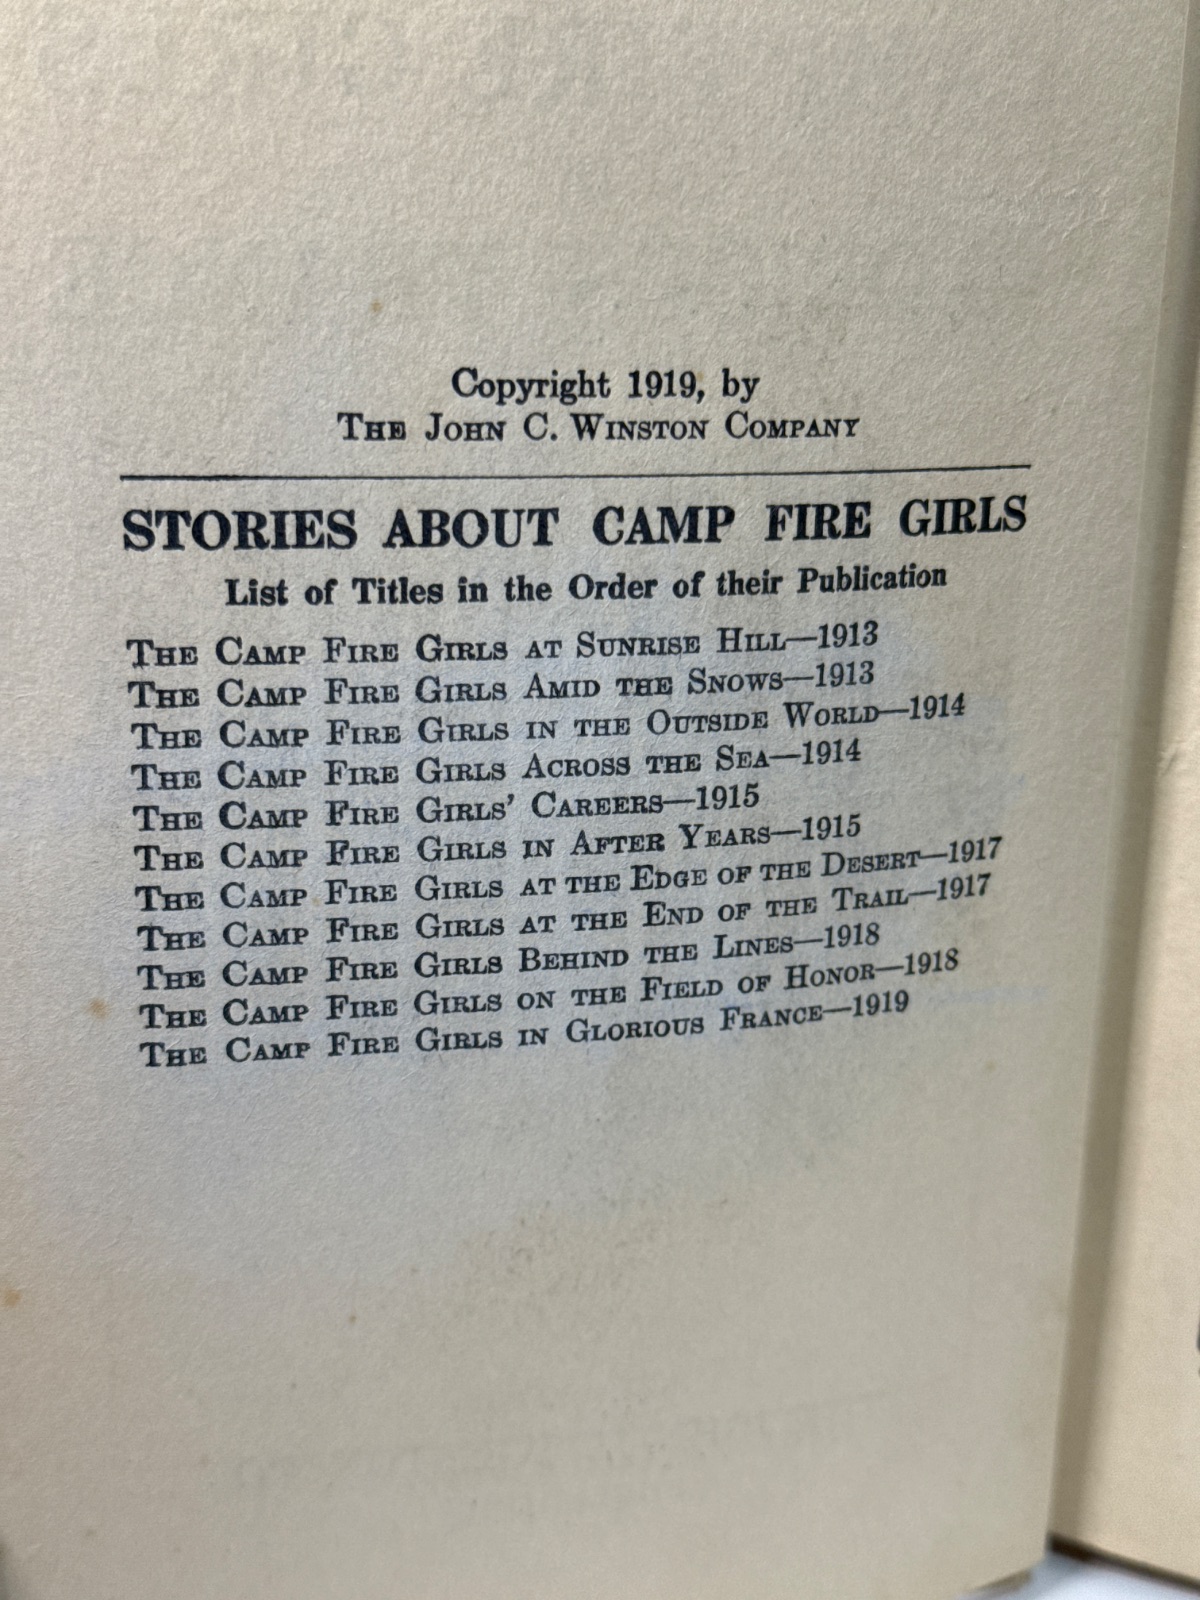 Copyright 1919, by
THE JOHN C. WINSTON COMPANY
STORIES ABOUT CAMP FIRE GIRLS
List of Titles in the Order of their Publication
THE CAMP FIRE GIRLS AT SUNRISE HILL—1913
THE CAMP FIRE GIRLS AMID THE SNOWS—1913
THE CAMP FIRE GIRLS IN THE OUTSIDE WORLD—1914
THE CAMP FIRE GIRLS ACROSS THE SEA—1914
THE CAMP FIRE GIRLS' CAREERS—1915
THE CAMP FIRE GIRLS IN AFTER YEARS—1915
THE CAMP FIRE GIRLS AT THE EDGE OF THE DESERT—1917
THE CAMP FIRE GIRLS AT THE END OF THE TRAIL—1917
THE CAMP FIRE GIRLS BEHIND THE LINES—1918
THE CAMP FIRE GIRLS ON THE FIELD OF HONOR—1918
THE CAMP FIRE GIRLS IN GLORIOUS FRANCE—1919